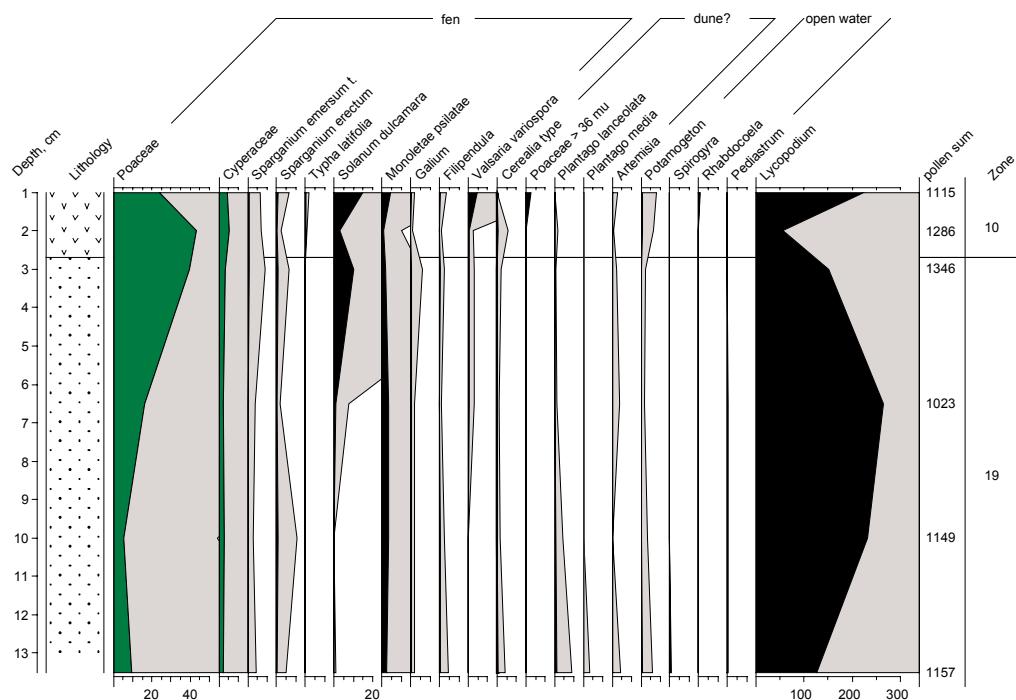 fen
dune?
open water
Depth, cm
Lithology
Poaceae
Cyperaceae
Sparganium emersum t.
Sparganium erectum
Typha latifolia
Solanum dulcamara
Monoletae psilatae
Galium
Filipendula
Valsaria variospora
Cerealia type
Poaceae > 36 mu
Plantago lanceolata
Plantago media
Artemisia
Potamogeton
Spirogyra
Rhabdocoela
Pediastrum
Lycopodium
pollen sum
Zone
1 1115
2 1286 10
3 1346
4
5
6
1023
7
8
19
9
10 1149
11
12
13
1157
20 40 20 100 200 300